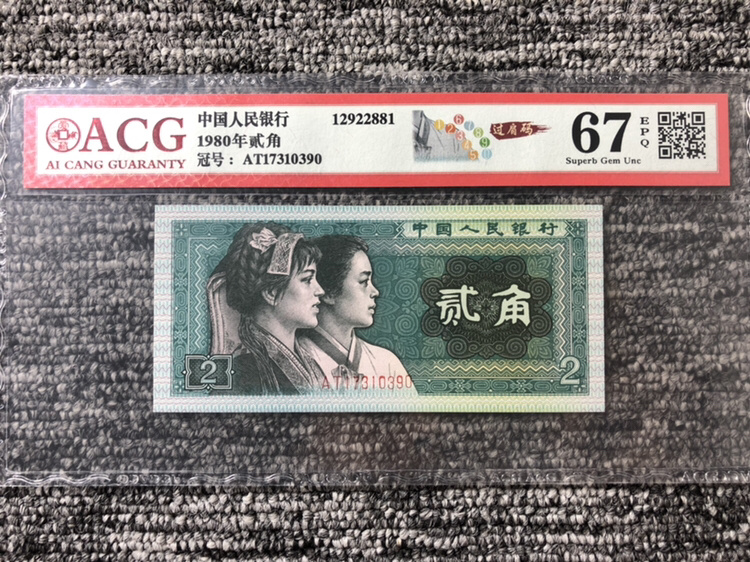 ACG
AI CANG GUARANTY
中国人民银行 12922881
1980年贰角
冠号： AT17310390
过肩码
67
EPQ
Superb Gem Unc
中国人民银行
贰角
AT17310390
2
2